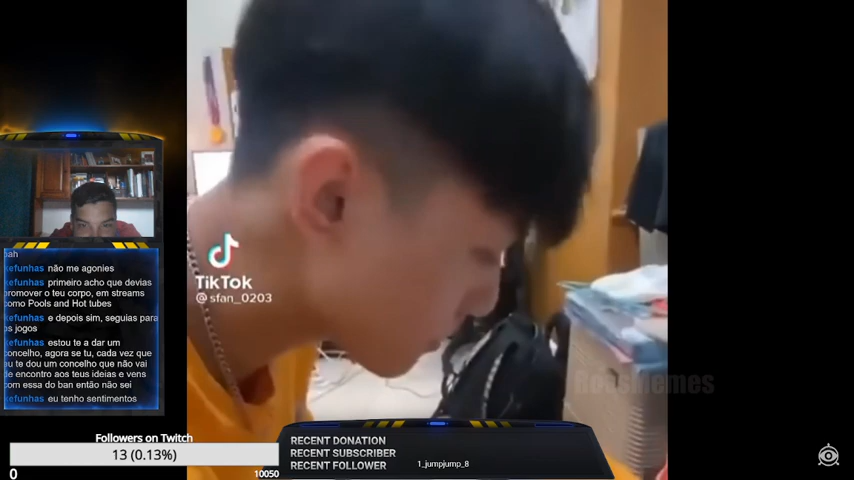 TikTok
@sfan_0203
BossMemes
bah
kefunhas não me agonies
kefunhas primeiro acho que devias
promover o teu corpo, em streams
como Pools and Hot tubes
kefunhas e depois sim, seguias para
os jogos
kefunhas estou te a dar um
concelho, agora se tu, cada vez que
eu te dou um concelho que não vai
de encontro aos teus ideias e vens
com essa do ban então não sei
kefunhas eu tenho sentimentos
Followers on Twitch
13 (0.13%)
0
10050
RECENT DONATION
RECENT SUBSCRIBER
RECENT FOLLOWER 1_jumpjump_8